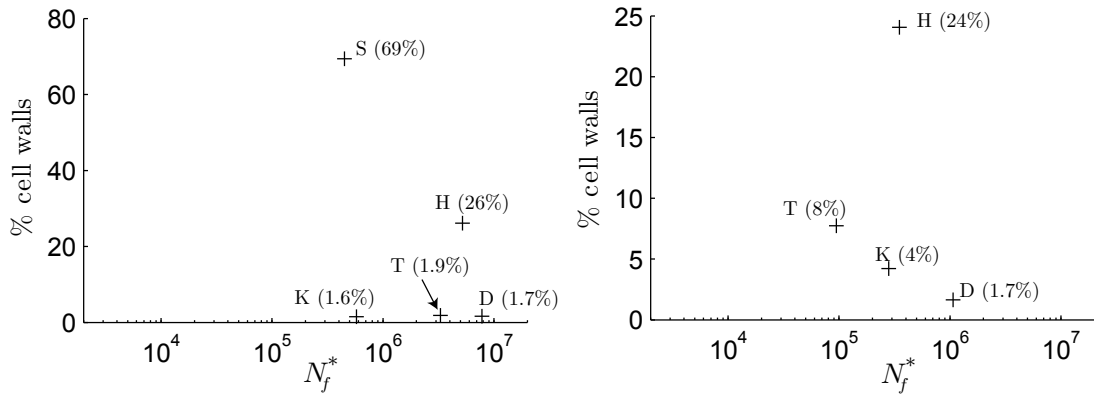 80
60
40
20
0
% cell walls
S (69%)
H (26%)
T (1.9%)
K (1.6%)
D (1.7%)
10^4
10^5
10^6
10^7
N_f^*
25
20
15
10
5
0
% cell walls
H (24%)
T (8%)
K (4%)
D (1.7%)
10^4
10^5
10^6
10^7
N_f^*